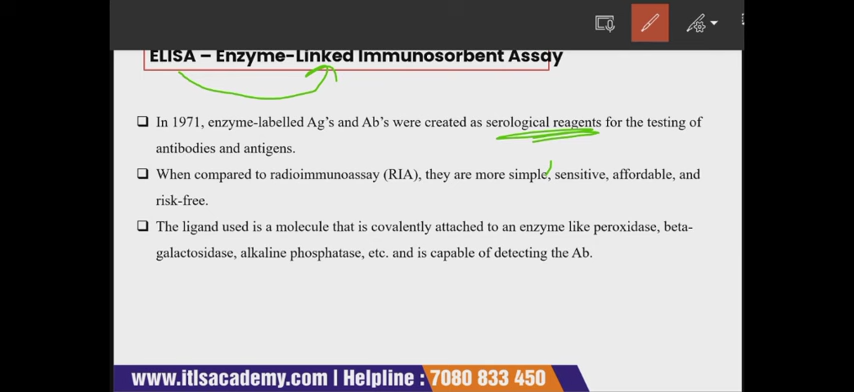 ELISA – Enzyme-Linked Immunosorbent Assay
In 1971, enzyme-labelled Ag's and Ab's were created as serological reagents for the testing of
antibodies and antigens.
When compared to radioimmunoassay (RIA), they are more simple, sensitive, affordable, and
risk-free.
The ligand used is a molecule that is covalently attached to an enzyme like peroxidase, beta-
galactosidase, alkaline phosphatase, etc. and is capable of detecting the Ab.
www.itlsacademy.com | Helpline : 7080 833 450